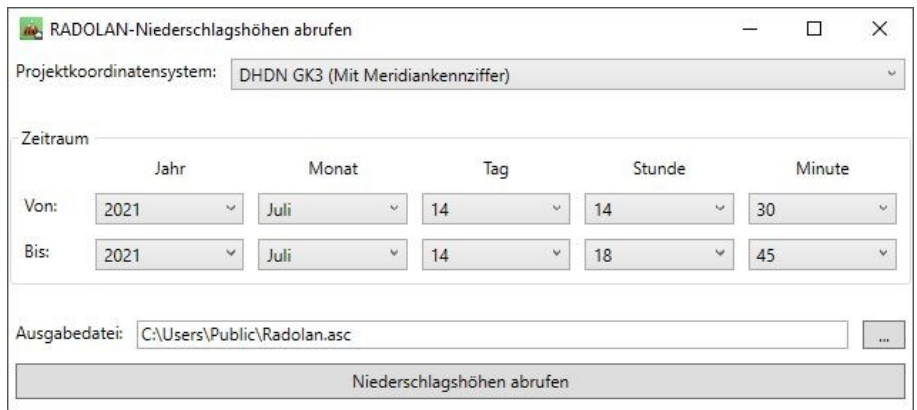 RADOLAN-Niederschlagshöhen abrufen
Projektkoordinatensystem: DHDN GK3 (Mit Meridiankennziffer)
Zeitraum
Jahr Monat Tag Stunde Minute
Von: 2021 Juli 14 14 30
Bis: 2021 Juli 14 18 45
Ausgabedatei: C:\Users\Public\Radolan.asc ...
Niederschlagshöhen abrufen